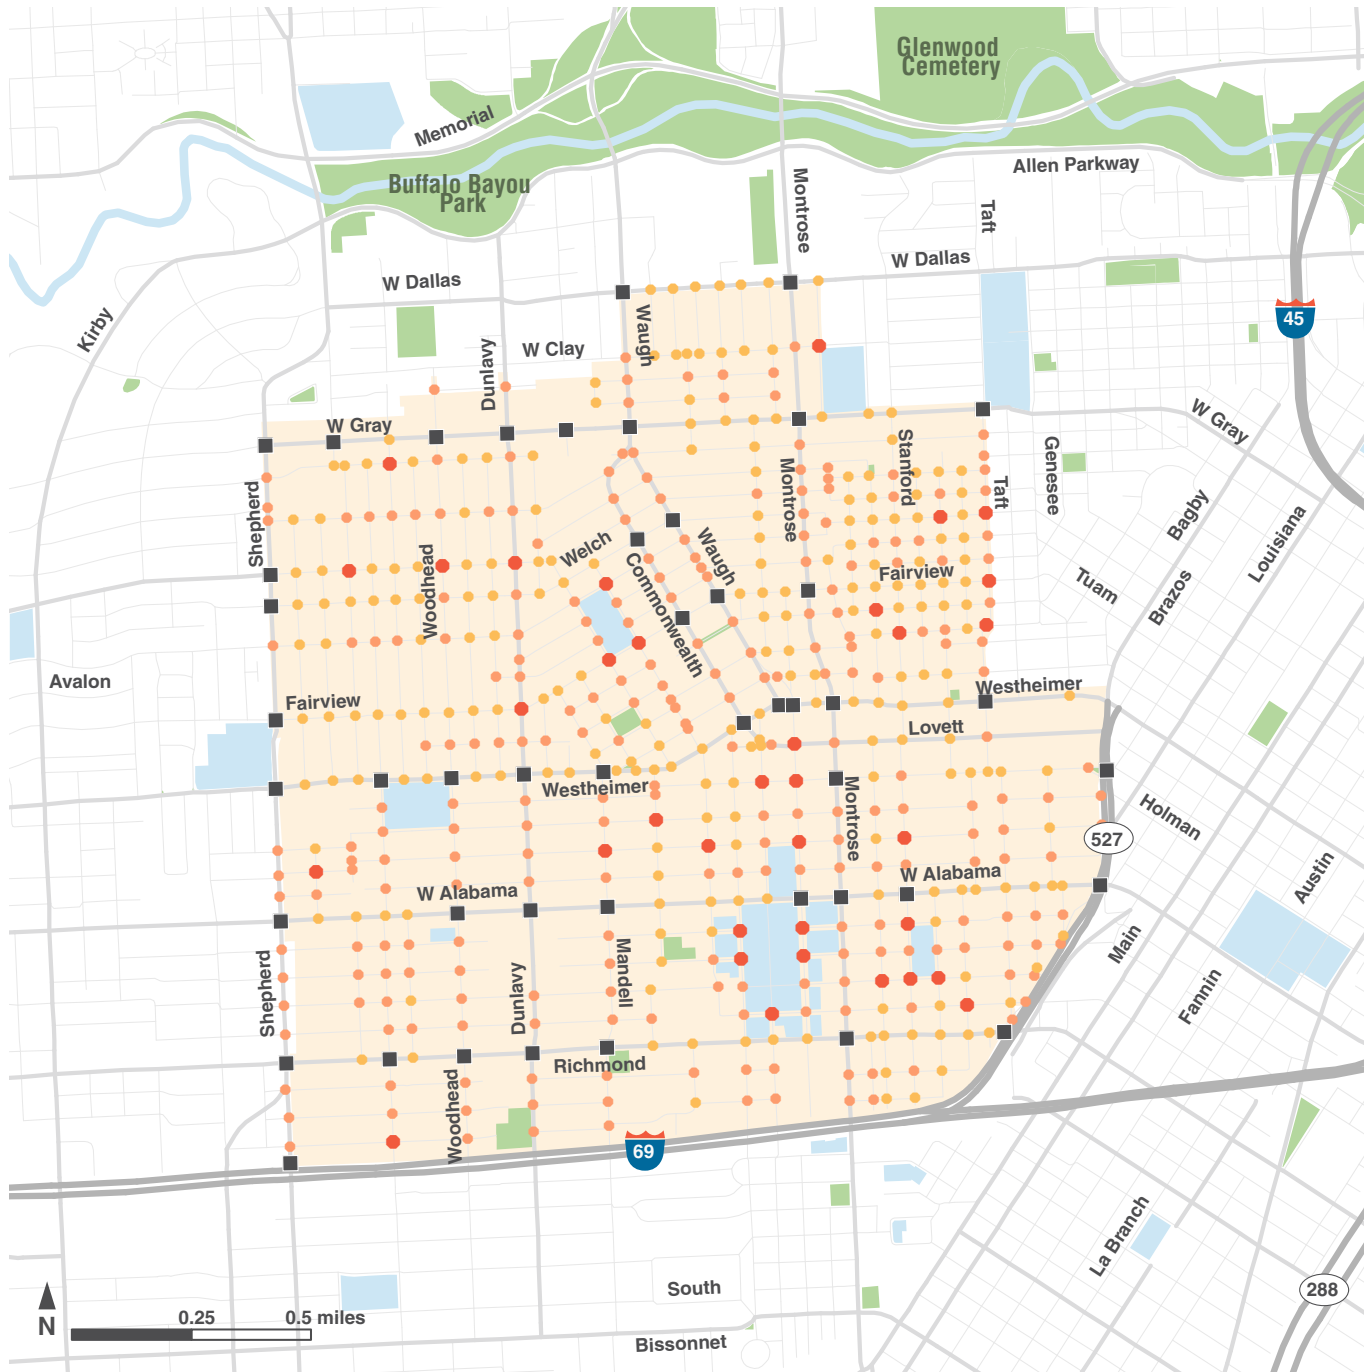 Glenwood
Cemetery
Memorial
Allen Parkway
Buffalo Bayou
Park
Montrose
Taft
W Dallas
W Dallas
Kirby
Waugh
45
W Clay
Dunlavy
W Gray
W Gray
Stanford
Genesee
Shepherd
Montrose
Taft
Bagby
Louisiana
Welch
Waugh
Woodhead
Commonwealth
Fairview
Tuam
Brazos
Avalon
Fairview
Westheimer
Lovett
Westheimer
Montrose
Holman
527
W Alabama
W Alabama
Austin
Shepherd
Dunlavy
Mandell
Main
Fannin
Richmond
Woodhead
69
La Branch
South
288
N
0.25
0.5 miles
Bissonnet